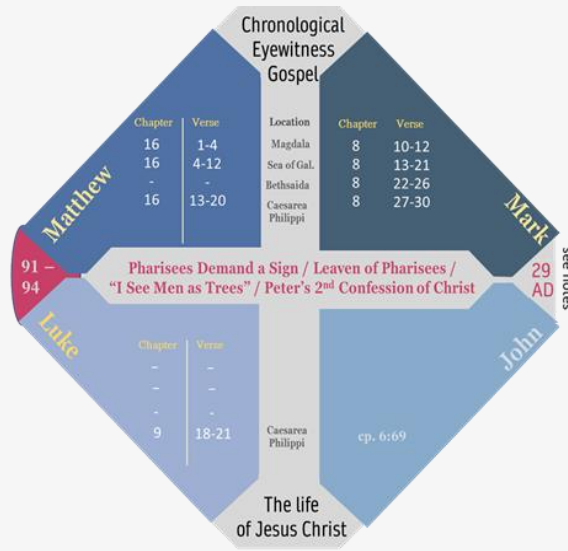 Chronological
Eyewitness
Gospel
Chapter Verse Location Chapter Verse
16 1-4 Magdala 8 10-12
16 4-12 Sea of Gal. 8 13-21
- - Bethsaida 8 22-26
16 13-20 Caesarea 8 27-30
Philippi
Matthew
Mark
91 –
94
Pharisees Demand a Sign / Leaven of Pharisees /
“I See Men as Trees” / Peter’s 2nd Confession of Christ
29
AD
see notes
Luke
John
Chapter Verse
– –
– –
- -
9 18-21 Caesarea
Philippi
cp. 6:69
The life
of Jesus Christ